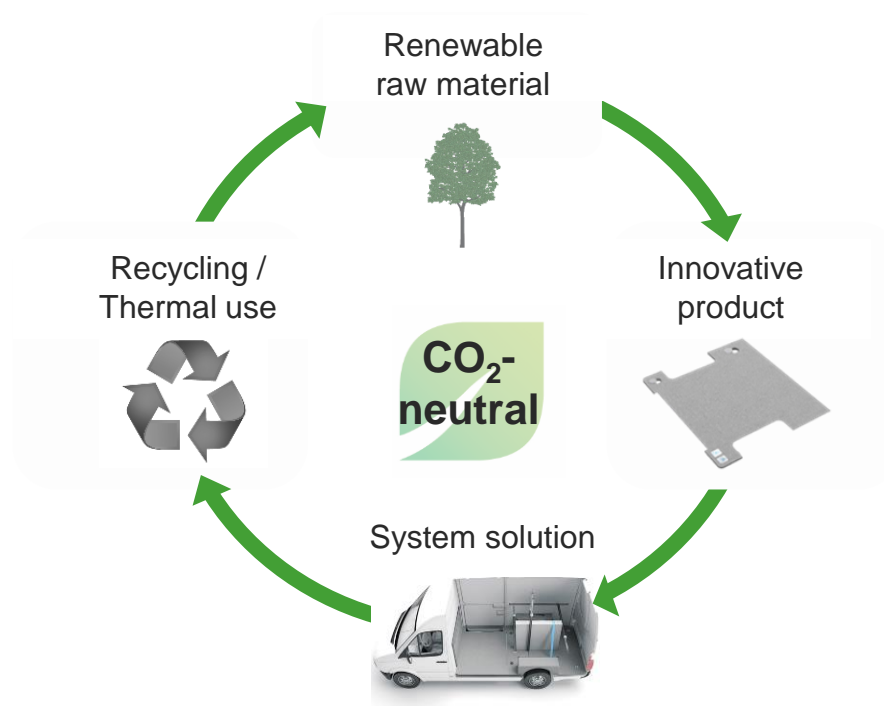 Renewable
raw material
Recycling /
Thermal use
Innovative
product
CO₂-
neutral
System solution